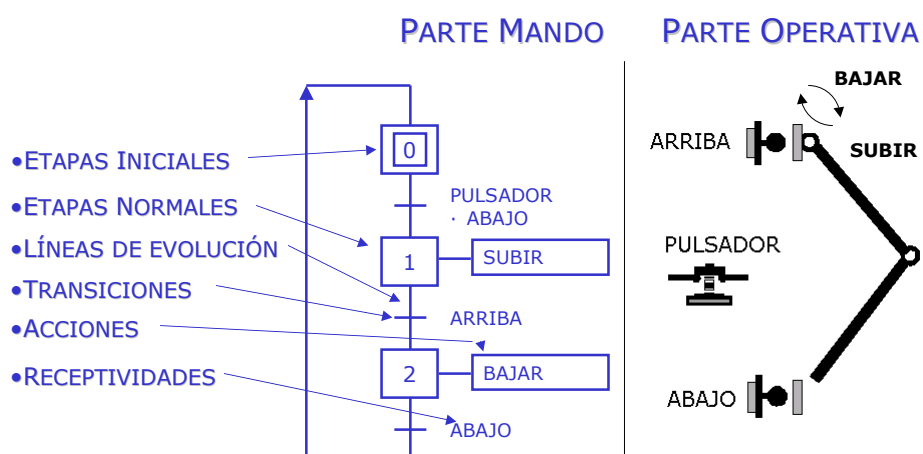 PARTE MANDO
PARTE OPERATIVA
•ETAPAS INICIALES
•ETAPAS NORMALES
•LÍNEAS DE EVOLUCIÓN
•TRANSICIONES
•ACCIONES
•RECEPTIVIDADES
0
PULSADOR
· ABAJO
1
SUBIR
ARRIBA
2
BAJAR
ABAJO
BAJAR
ARRIBA
SUBIR
PULSADOR
ABAJO